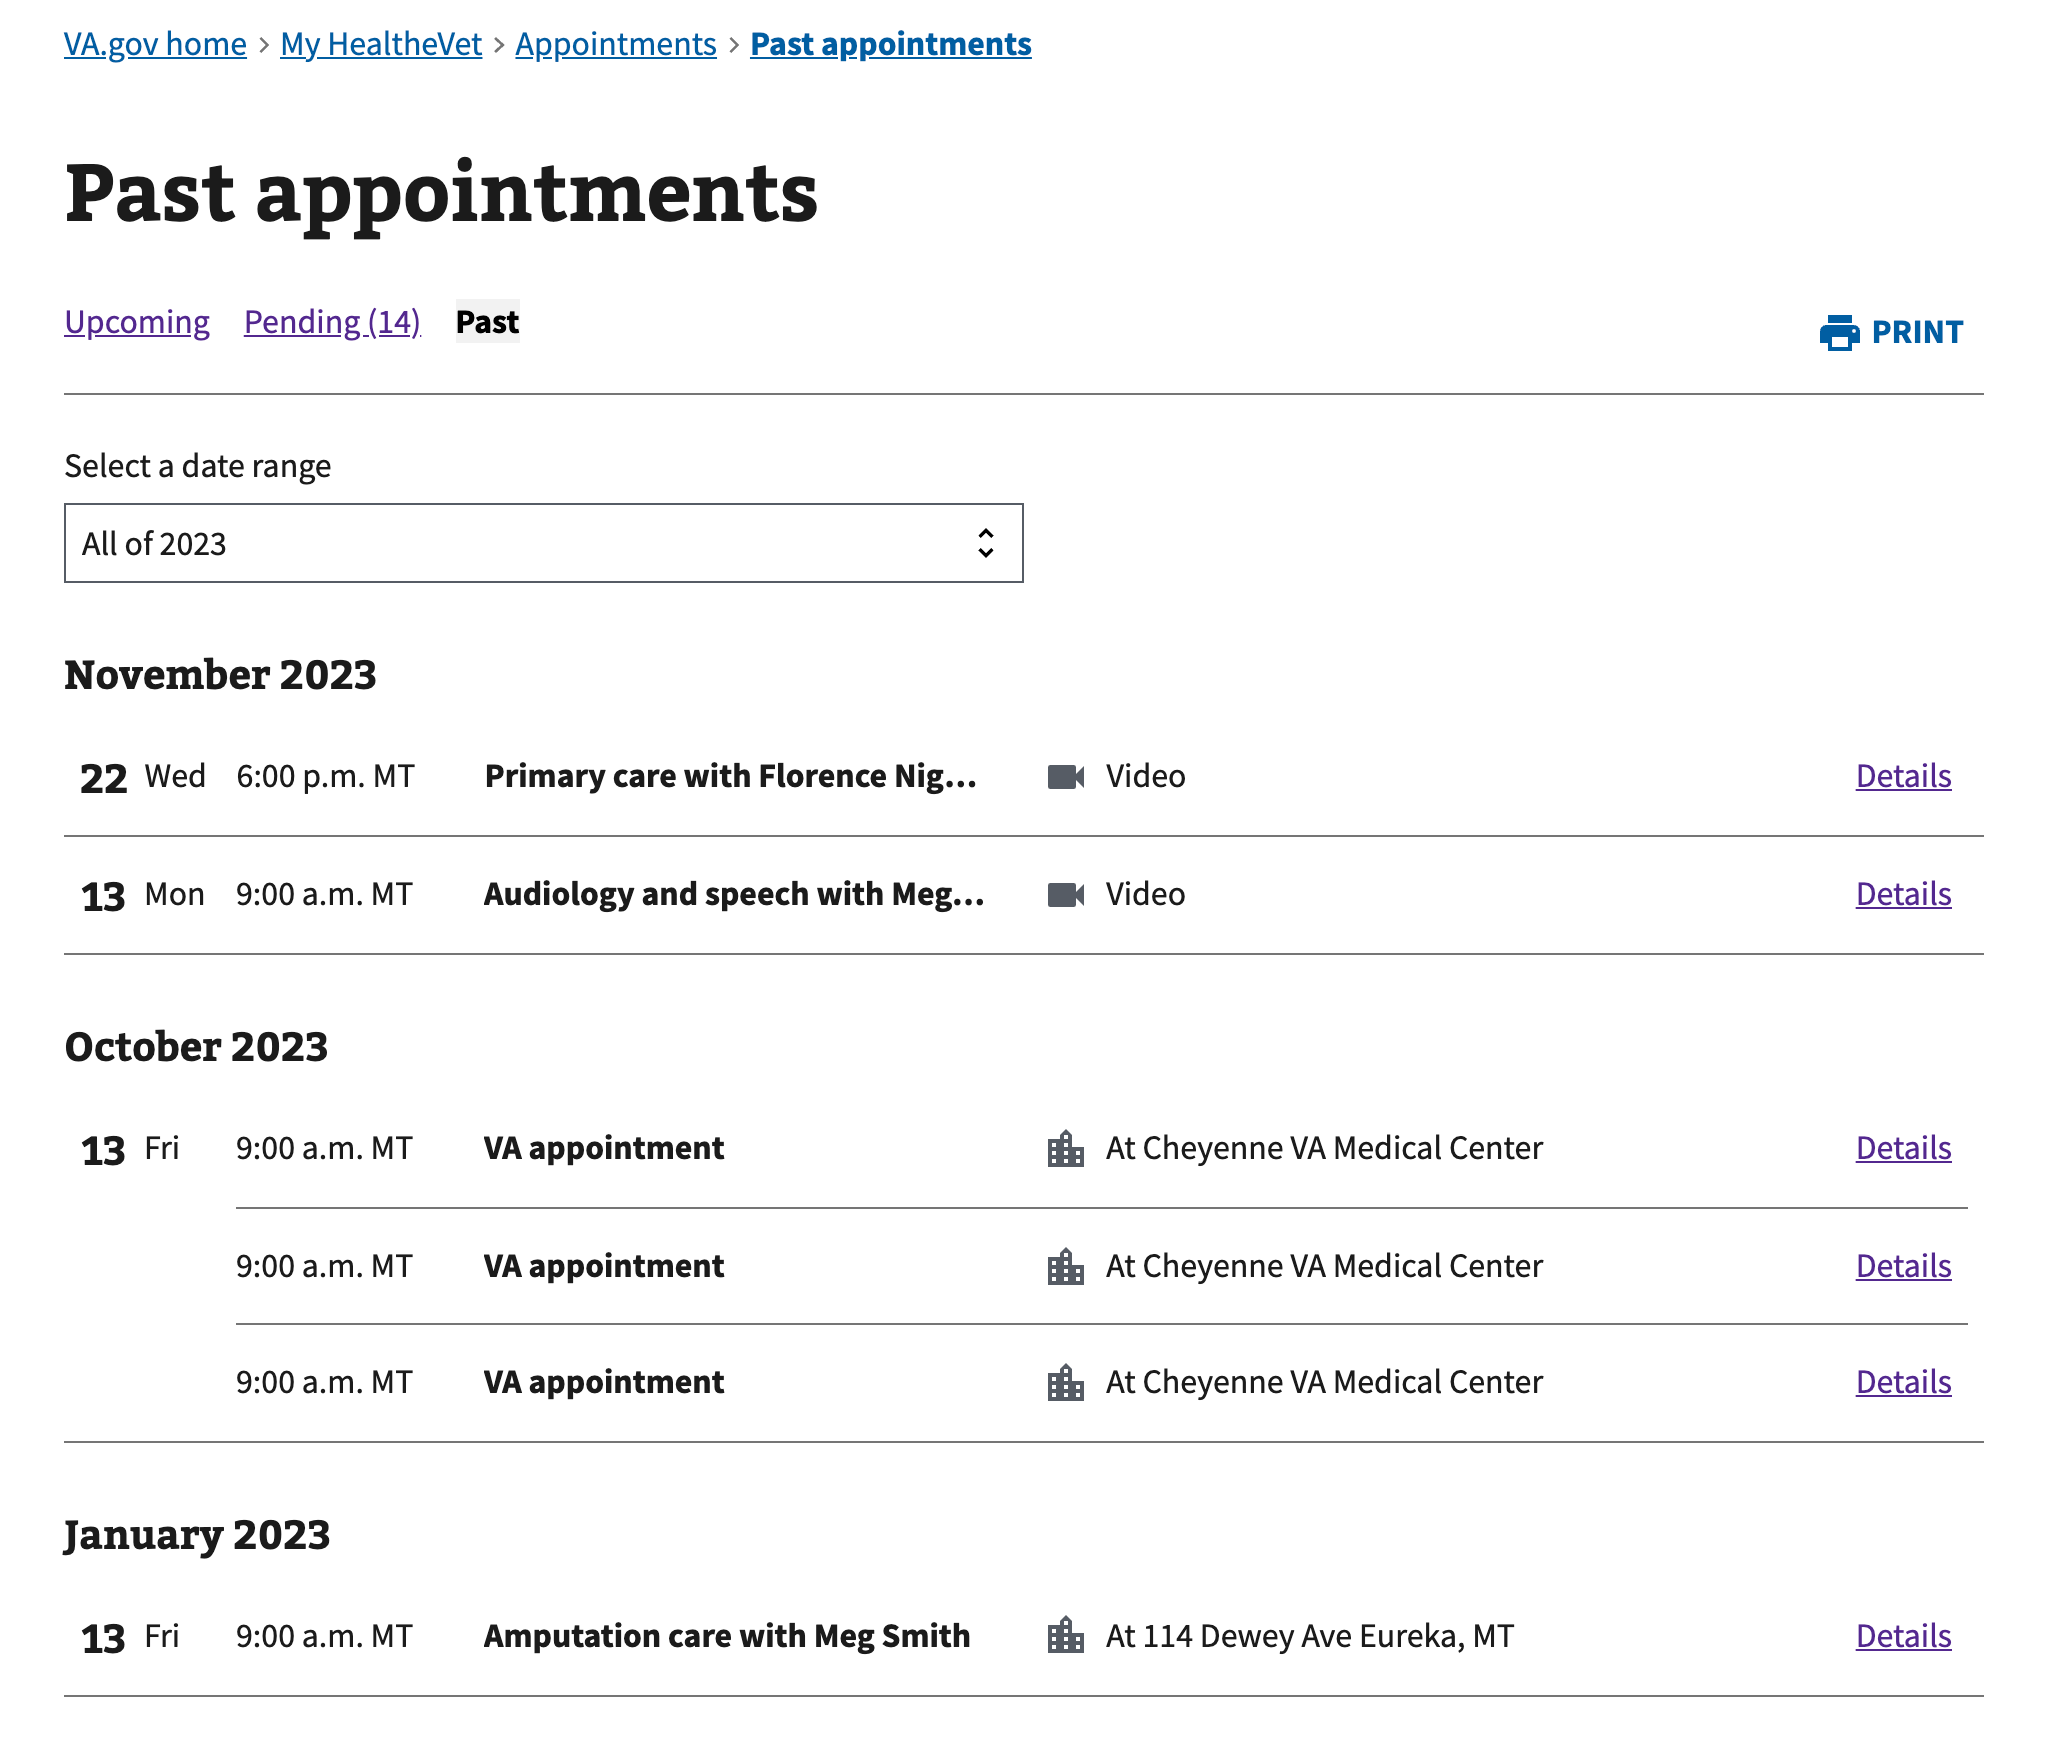 VA.gov home › My HealtheVet › Appointments › Past appointments
Past appointments
Upcoming Pending (14) Past PRINT
Select a date range
All of 2023
November 2023
22 Wed 6:00 p.m. MT Primary care with Florence Nig... Video Details
13 Mon 9:00 a.m. MT Audiology and speech with Meg... Video Details
October 2023
13 Fri 9:00 a.m. MT VA appointment At Cheyenne VA Medical Center Details
9:00 a.m. MT VA appointment At Cheyenne VA Medical Center Details
9:00 a.m. MT VA appointment At Cheyenne VA Medical Center Details
January 2023
13 Fri 9:00 a.m. MT Amputation care with Meg Smith At 114 Dewey Ave Eureka, MT Details